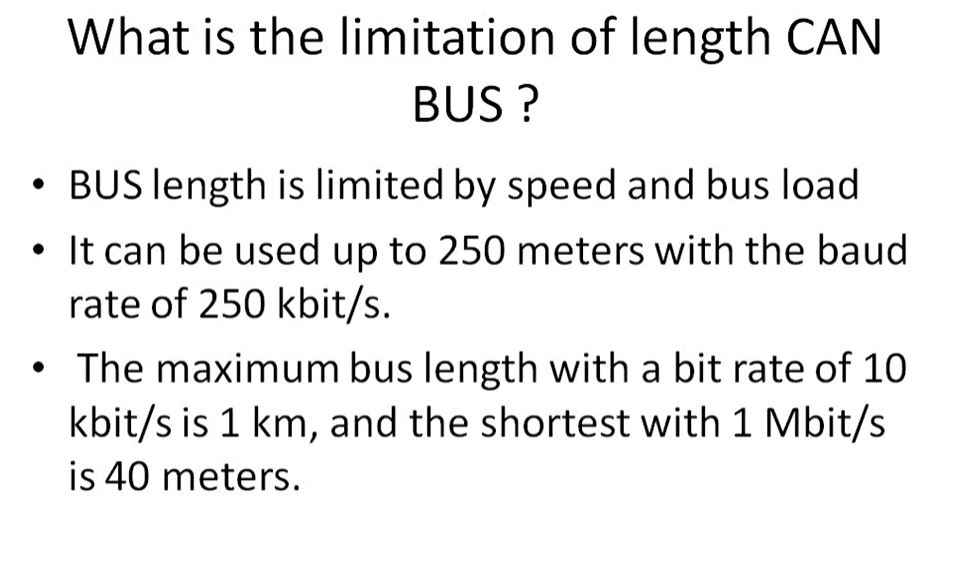 What is the limitation of length CAN
BUS ?
• BUS length is limited by speed and bus load
• It can be used up to 250 meters with the baud
rate of 250 kbit/s.
• The maximum bus length with a bit rate of 10
kbit/s is 1 km, and the shortest with 1 Mbit/s
is 40 meters.